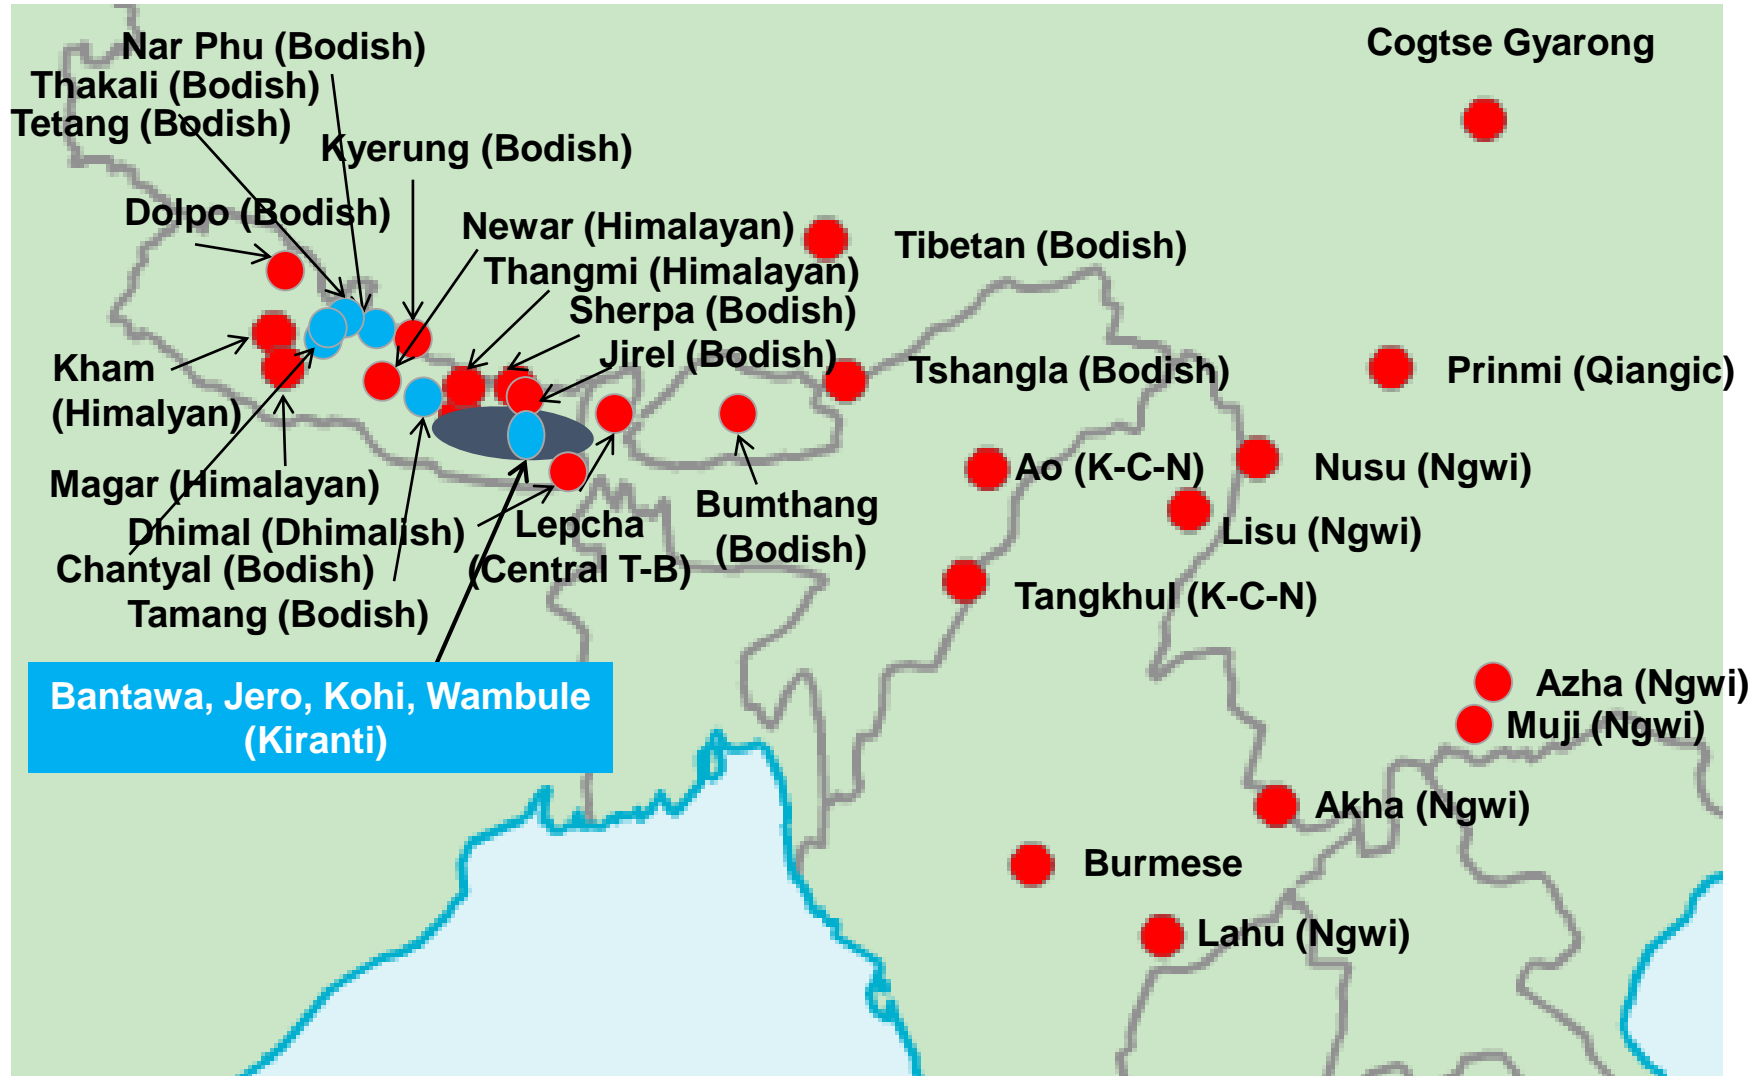 Nar Phu (Bodish)
Cogtse Gyarong
Thakali (Bodish)
Tetang (Bodish)
Kyerung (Bodish)
Dolpo (Bodish)
Newar (Himalayan)
Tibetan (Bodish)
Thangmi (Himalayan)
Sherpa (Bodish)
Jirel (Bodish)
Kham
(Himalyan)
Tshangla (Bodish)
Prinmi (Qiangic)
Ao (K-C-N)
Nusu (Ngwi)
Magar (Himalayan)
Bumthang
(Bodish)
Dhimal (Dhimalish)
Lepcha
(Central T-B)
Lisu (Ngwi)
Chantyal (Bodish)
Tamang (Bodish)
Tangkhul (K-C-N)
Bantawa, Jero, Kohi, Wambule
(Kiranti)
Azha (Ngwi)
Muji (Ngwi)
Akha (Ngwi)
Burmese
Lahu (Ngwi)